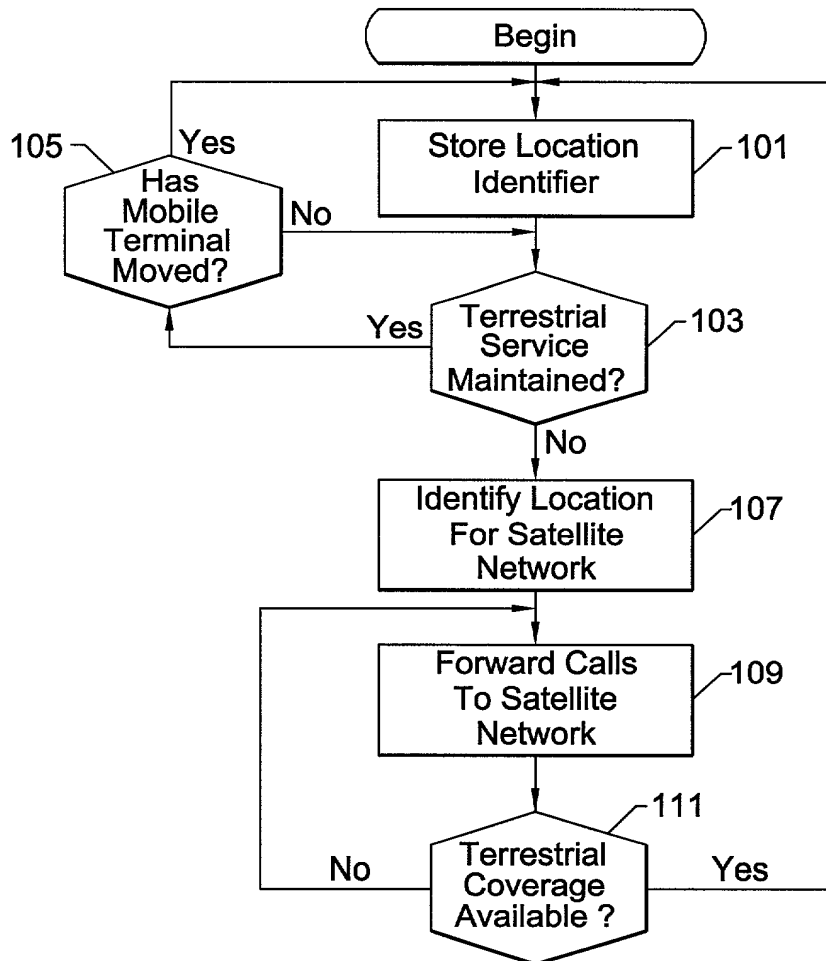 Begin
Yes
105
Has
Mobile
Terminal
Moved?
No
Store Location
Identifier
101
Yes
Terrestrial
Service
Maintained?
103
No
Identify Location
For Satellite
Network
107
Forward Calls
To Satellite
Network
109
111
No
Terrestrial
Coverage
Available ?
Yes